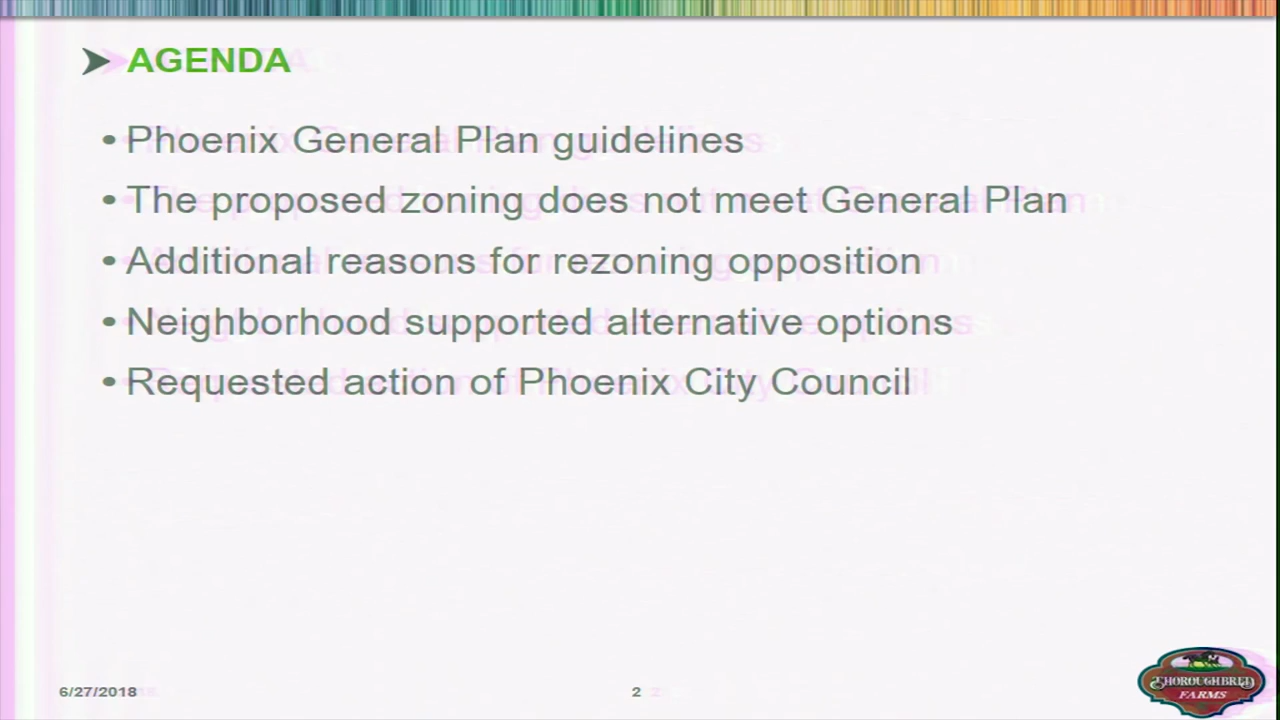 AGENDA
• Phoenix General Plan guidelines
• The proposed zoning does not meet General Plan
• Additional reasons for rezoning opposition
• Neighborhood supported alternative options
• Requested action of Phoenix City Council
6/27/2018
2
THOROUGHBRED
FARMS